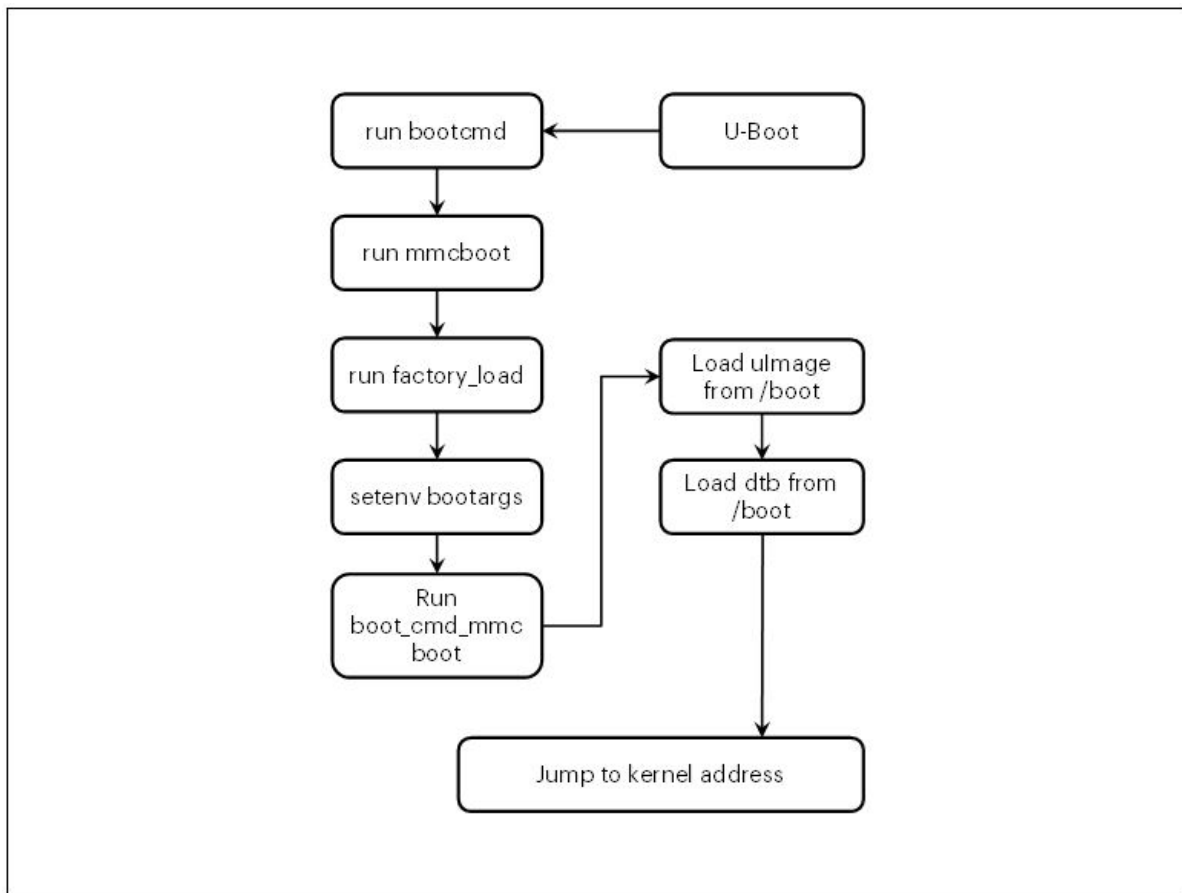 run bootcmd
U-Boot
run mmcboot
run factory_load
setenv bootargs
Run
boot_cmd_mmc
boot
Load uImage
from /boot
Load dtb from
/boot
Jump to kernel address